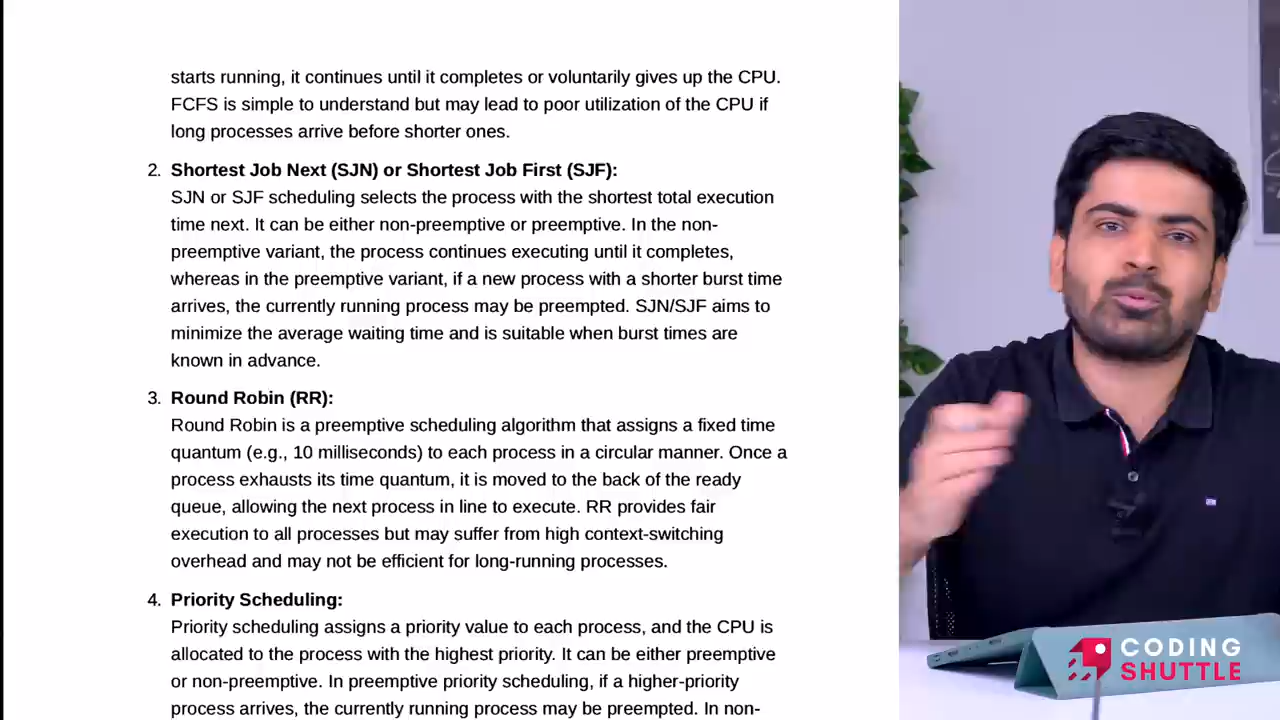 starts running, it continues until it completes or voluntarily gives up the CPU.
FCFS is simple to understand but may lead to poor utilization of the CPU if
long processes arrive before shorter ones.
2. Shortest Job Next (SJN) or Shortest Job First (SJF):
SJN or SJF scheduling selects the process with the shortest total execution
time next. It can be either non-preemptive or preemptive. In the non-
preemptive variant, the process continues executing until it completes,
whereas in the preemptive variant, if a new process with a shorter burst time
arrives, the currently running process may be preempted. SJN/SJF aims to
minimize the average waiting time and is suitable when burst times are
known in advance.
3. Round Robin (RR):
Round Robin is a preemptive scheduling algorithm that assigns a fixed time
quantum (e.g., 10 milliseconds) to each process in a circular manner. Once a
process exhausts its time quantum, it is moved to the back of the ready
queue, allowing the next process in line to execute. RR provides fair
execution to all processes but may suffer from high context-switching
overhead and may not be efficient for long-running processes.
4. Priority Scheduling:
Priority scheduling assigns a priority value to each process, and the CPU is
allocated to the process with the highest priority. It can be either preemptive
or non-preemptive. In preemptive priority scheduling, if a higher-priority
process arrives, the currently running process may be preempted. In non-
CODING
SHUTTLE